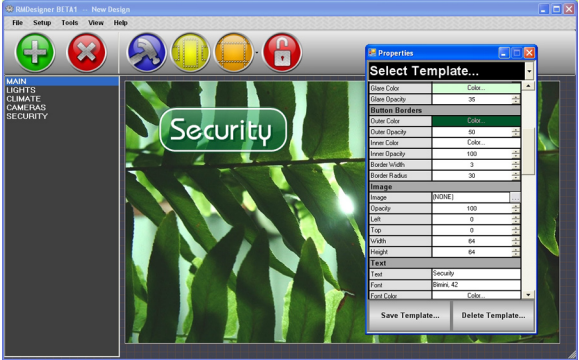 RMDesigner BETA1 --- New Design
File Setup Tools View Help
MAIN
LIGHTS
CLIMATE
CAMERAS
SECURITY
Security
Properties
Select Template...
Glare Color Color...
Glare Opacity 35
Button Borders
Outer Color Color...
Outer Opacity 50
Inner Color Color...
Inner Opacity 100
Border Width 3
Border Radius 30
Image
Image (NONE) ...
Opacity 100
Left 0
Top 0
Width 64
Height 64
Text
Text Security
Font Bimini, 42
Font Color Color...
Save Template... Delete Template...